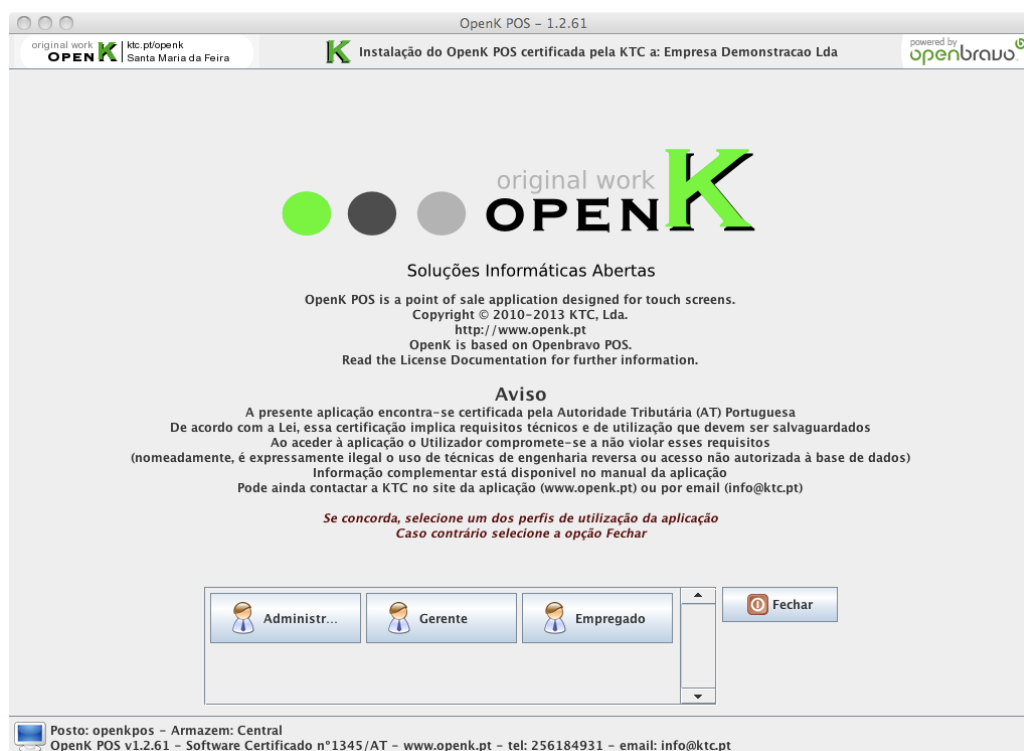 OpenK POS – 1.2.61
original work
OPEN K
ktc.pt/openk
Santa Maria da Feira
K Instalação do OpenK POS certificada pela KTC a: Empresa Demonstracao Lda
powered by
openbravo
original work
OPEN K
Soluções Informáticas Abertas
OpenK POS is a point of sale application designed for touch screens.
Copyright © 2010-2013 KTC, Lda.
http://www.openk.pt
OpenK is based on Openbravo POS.
Read the License Documentation for further information.
Aviso
A presente aplicação encontra-se certificada pela Autoridade Tributária (AT) Portuguesa
De acordo com a Lei, essa certificação implica requisitos técnicos e de utilização que devem ser salvaguardados
Ao aceder à aplicação o Utilizador compromete-se a não violar esses requisitos
(nomeadamente, é expressamente ilegal o uso de técnicas de engenharia reversa ou acesso não autorizada à base de dados)
Informação complementar está disponivel no manual da aplicação
Pode ainda contactar a KTC no site da aplicação (www.openk.pt) ou por email (info@ktc.pt)
Se concorda, selecione um dos perfis de utilização da aplicação
Caso contrário selecione a opção Fechar
Administr...
Gerente
Empregado
Fechar
Posto: openkpos – Armazem: Central
OpenK POS v1.2.61 – Software Certificado n°1345/AT – www.openk.pt – tel: 256184931 – email: info@ktc.pt